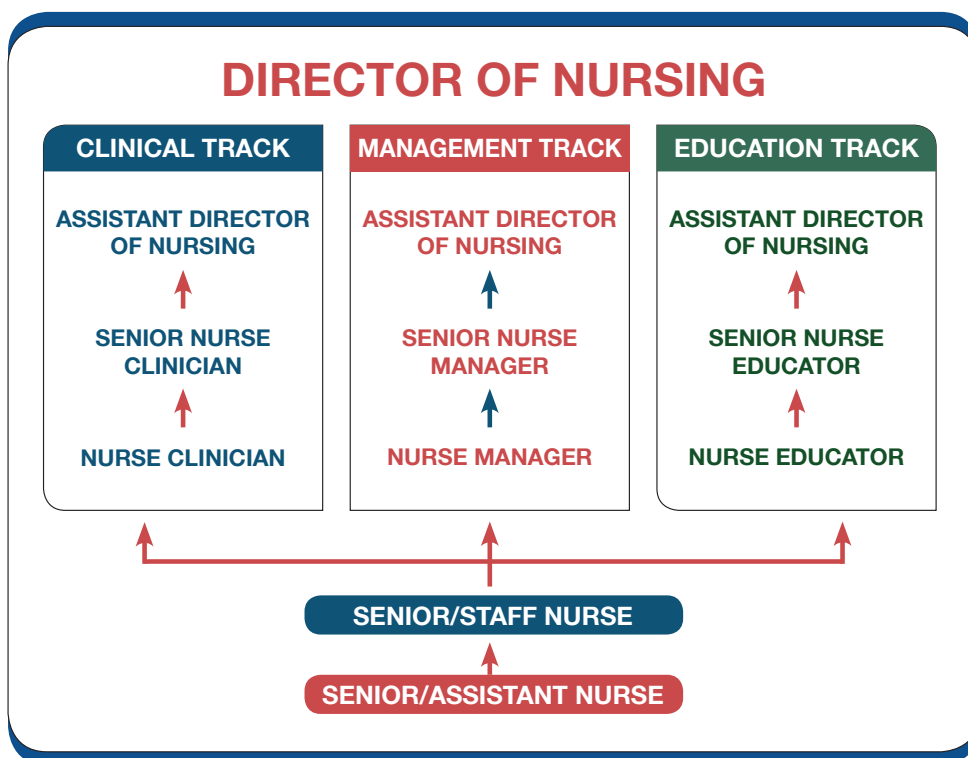 DIRECTOR OF NURSING
CLINICAL TRACK
ASSISTANT DIRECTOR
OF NURSING
SENIOR NURSE
CLINICIAN
NURSE CLINICIAN
MANAGEMENT TRACK
ASSISTANT DIRECTOR
OF NURSING
SENIOR NURSE
MANAGER
NURSE MANAGER
EDUCATION TRACK
ASSISTANT DIRECTOR
OF NURSING
SENIOR NURSE
EDUCATOR
NURSE EDUCATOR
SENIOR/STAFF NURSE
SENIOR/ASSISTANT NURSE